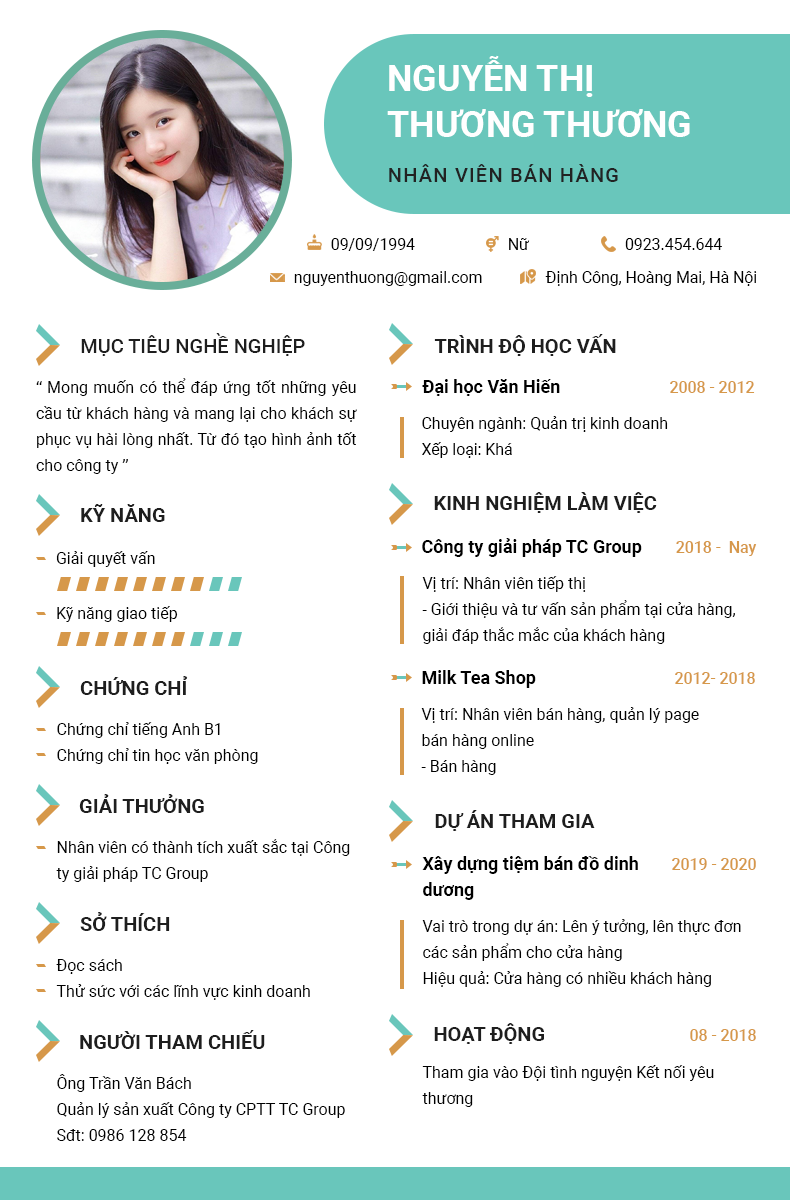 NGUYỄN THỊ
THƯƠNG THƯƠNG
NHÂN VIÊN BÁN HÀNG
09/09/1994
Nữ
0923.454.644
nguyenthuong@gmail.com
Định Công, Hoàng Mai, Hà Nội
MỤC TIÊU NGHỀ NGHIỆP
“ Mong muốn có thể đáp ứng tốt những yêu
cầu từ khách hàng và mang lại cho khách sự
phục vụ hài lòng nhất. Từ đó tạo hình ảnh tốt
cho công ty ”
KỸ NĂNG
Giải quyết vấn
Kỹ năng giao tiếp
CHỨNG CHỈ
Chứng chỉ tiếng Anh B1
Chứng chỉ tin học văn phòng
GIẢI THƯỞNG
Nhân viên có thành tích xuất sắc tại Công
ty giải pháp TC Group
SỞ THÍCH
Đọc sách
Thử sức với các lĩnh vực kinh doanh
NGƯỜI THAM CHIẾU
Ông Trần Văn Bách
Quản lý sản xuất Công ty CPTT TC Group
Sđt: 0986 128 854
TRÌNH ĐỘ HỌC VẤN
Đại học Văn Hiến 2008 - 2012
Chuyên ngành: Quản trị kinh doanh
Xếp loại: Khá
KINH NGHIỆM LÀM VIỆC
Công ty giải pháp TC Group 2018 - Nay
Vị trí: Nhân viên tiếp thị
- Giới thiệu và tư vấn sản phẩm tại cửa hàng,
giải đáp thắc mắc của khách hàng
Milk Tea Shop 2012- 2018
Vị trí: Nhân viên bán hàng, quản lý page
bán hàng online
- Bán hàng
DỰ ÁN THAM GIA
Xây dựng tiệm bán đồ dinh 2019 - 2020
dương
Vai trò trong dự án: Lên ý tưởng, lên thực đơn
các sản phẩm cho cửa hàng
Hiệu quả: Cửa hàng có nhiều khách hàng
HOẠT ĐỘNG 08 - 2018
Tham gia vào Đội tình nguyện Kết nối yêu
thương